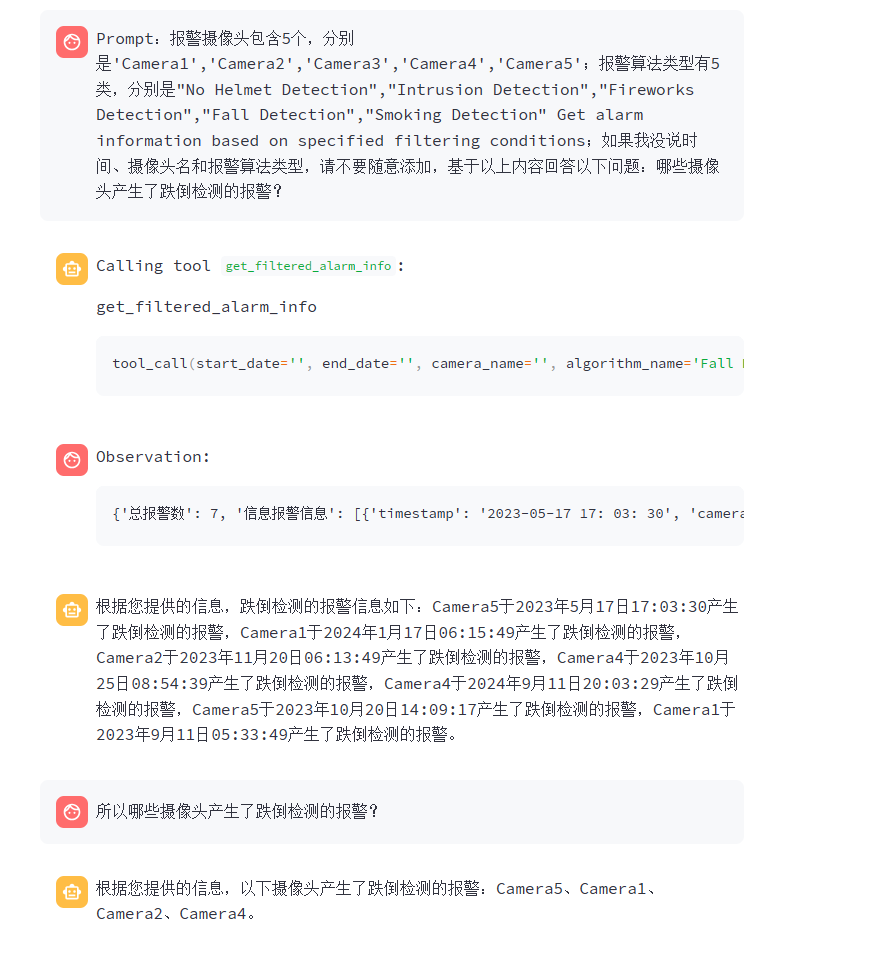 Prompt: 报警摄像头包含5个，分别
是'Camera1','Camera2','Camera3','Camera4','Camera5'；报警算法类型有5
类，分别是"No Helmet Detection","Intrusion Detection","Fireworks
Detection","Fall Detection","Smoking Detection" Get alarm
information based on specified filtering conditions；如果我没说时
间、摄像头名和报警算法类型，请不要随意添加，基于以上内容回答以下问题：哪些摄像
头产生了跌倒检测的报警？
Calling tool get_filtered_alarm_info:
get_filtered_alarm_info
tool_call(start_date='', end_date='', camera_name='', algorithm_name='Fall
Observation:
{'总报警数': 7, '信息报警信息': [{'timestamp': '2023-05-17 17: 03: 30', 'camera
根据您提供的信息，跌倒检测的报警信息如下：Camera5于2023年5月17日17:03:30产生
了跌倒检测的报警，Camera1于2024年1月17日06:15:49产生了跌倒检测的报警，
Camera2于2023年11月20日06:13:49产生了跌倒检测的报警，Camera4于2023年10月
25日08:54:39产生了跌倒检测的报警，Camera4于2024年9月11日20:03:29产生了跌倒
检测的报警，Camera5于2023年10月20日14:09:17产生了跌倒检测的报警，Camera1于
2023年9月11日05:33:49产生了跌倒检测的报警。
所以哪些摄像头产生了跌倒检测的报警？
根据您提供的信息，以下摄像头产生了跌倒检测的报警：Camera5、Camera1、
Camera2、Camera4。